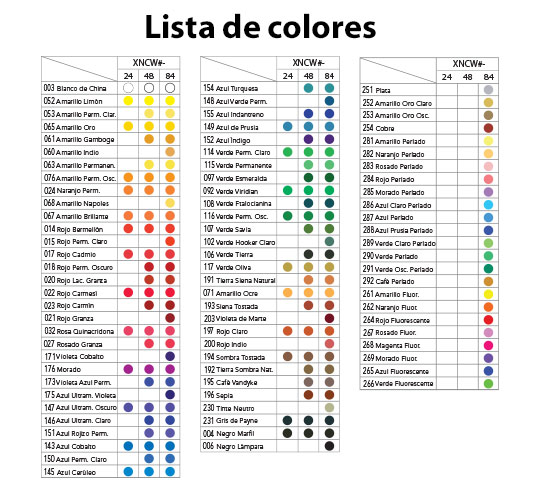 Lista de colores
XNCW#-
24 48 84
003 Blanco de China
052 Amarillo Limón
053 Amarillo Perm. Clar.
065 Amarillo Oro
061 Amarillo Gamboge
060 Amarillo Indio
063 Amarillo Permanen.
076 Amarillo Perm. Osc.
024 Naranjo Perm.
068 Amarillo Napoles
067 Amarillo Brillante
014 Rojo Bermellón
015 Rojo Perm. Claro
017 Rojo Cadmio
018 Rojo Perm. Oscuro
020 Rojo Lac. Granza
022 Rojo Carmesi
023 Rojo Carmin
021 Rojo Granza
032 Rosa Quinacridona
027 Rosado Granza
171 Violeta Cobalto
176 Morado
173 Violeta Azul Perm.
175 Azul Ultram. Violeta
147 Azul Ultram. Oscuro
146 Azul Ultram. Claro
151 Azul Rojizo Perm.
143 Azul Cobalto
150 Azul Perm. Claro
145 Azul Cerúleo
XNCW#-
24 48 84
154 Azul Turquesa
148 Azul Verde Perm.
155 Azul Indantreno
149 Azul de Prusia
152 Azul Indigo
114 Verde Perm. Claro
115 Verde Permanente
097 Verde Esmeralda
092 Verde Viridian
108 Verde Ftalocianina
116 Verde Perm. Osc.
107 Verde Savia
102 Verde Hooker Claro
106 Verde Tierra
117 Verde Oliva
191 Tierra Siena Natural
071 Amarillo Ocre
193 Siena Tostada
203 Violeta de Marte
197 Rojo Claro
200 Rojo Indio
194 Sombra Tostada
192 Tierra Sombra Nat.
195 Café Vandyke
196 Sepia
230 Tinte Neutro
231 Gris de Payne
004 Negro Marfil
006 Negro Lámpara
XNCW#-
24 48 84
251 Plata
252 Amarillo Oro Claro
253 Amarillo Oro Osc.
254 Cobre
281 Amarillo Perlado
282 Naranjo Perlado
283 Rosado Perlado
284 Rojo Perlado
285 Morado Perlado
286 Azul Claro Perlado
287 Azul Perlado
288 Azul Prusia Perlado
289 Verde Claro Perlado
290 Verde Perlado
291 Verde Osc. Perlado
292 Café Perlado
261 Amarillo Fluor.
262 Naranjo Fluor.
264 Rojo Fluorescente
267 Rosado Fluor.
268 Magenta Fluor.
269 Morado Fluor.
265 Azul Fluorescente
266 Verde Fluorescente